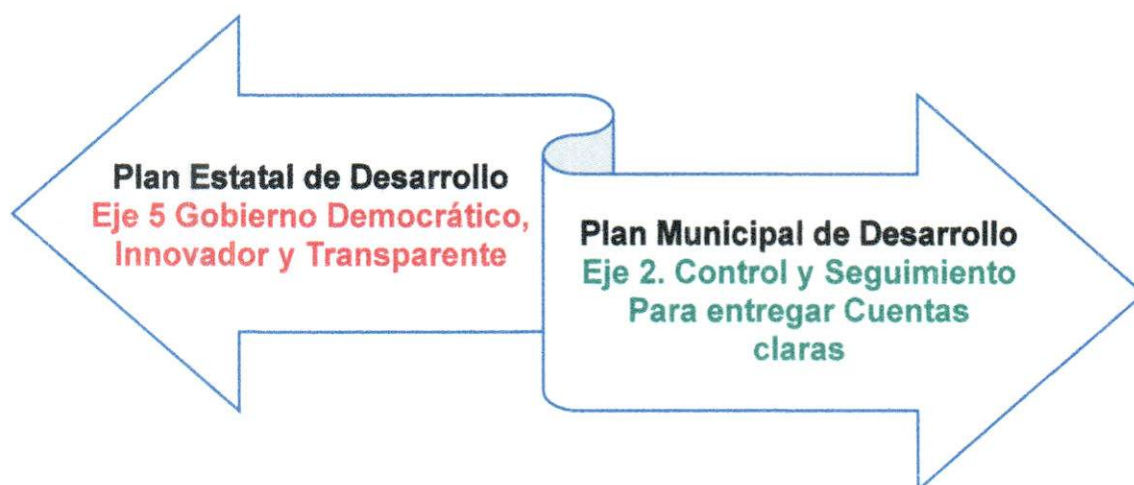 Plan Estatal de Desarrollo
Eje 5 Gobierno Democrático,
Innovador y Transparente
Plan Municipal de Desarrollo
Eje 2. Control y Seguimiento
Para entregar Cuentas
claras